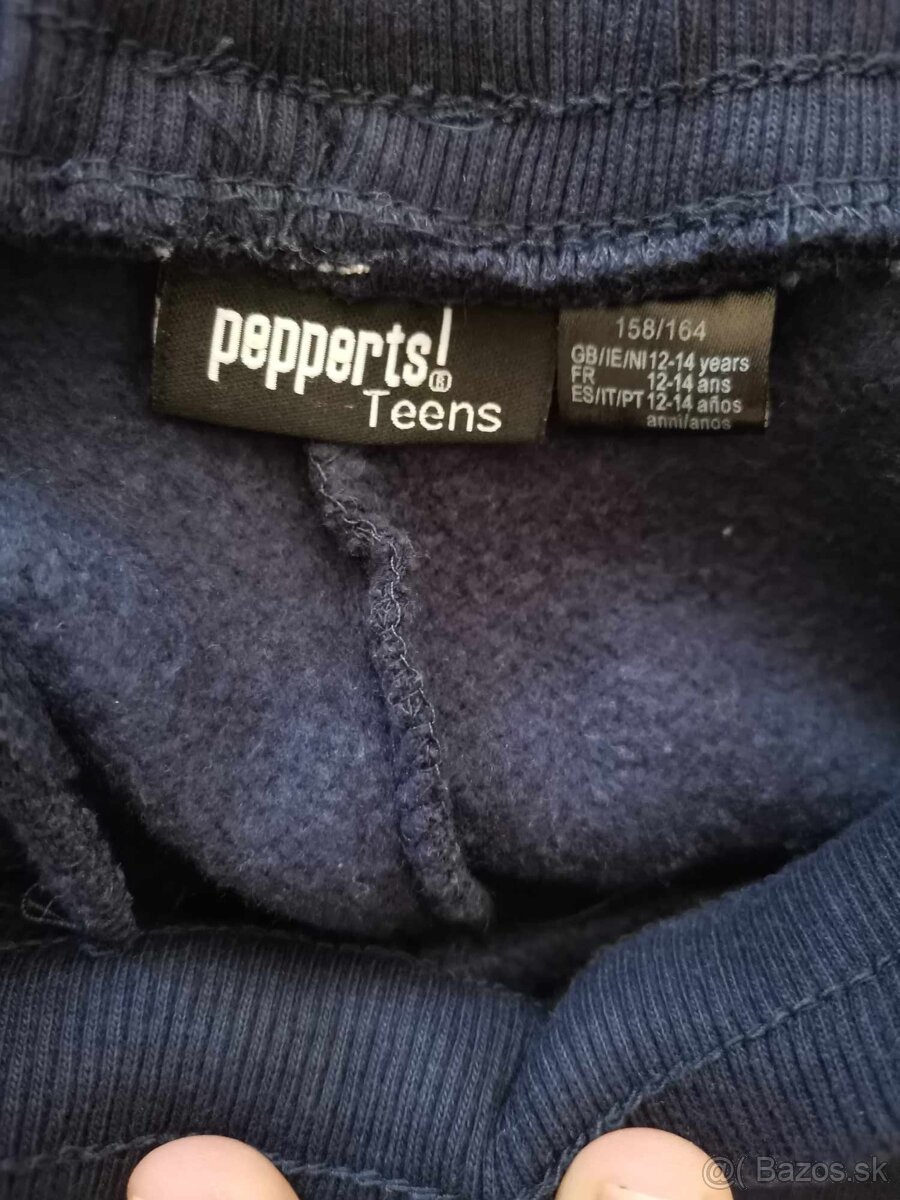 pepperts!®
Teens
158/164
GB/IE/NI 12-14 years
FR 12-14 ans
ES/IT/PT 12-14 años
anni/anos
@( Bazos.sk